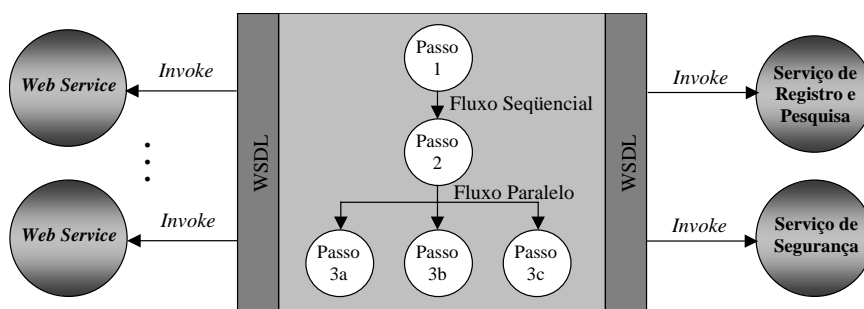 Web Service
Invoke
Web Service
Invoke
WSDL
Passo
1
Fluxo Seqüencial
Passo
2
Fluxo Paralelo
Passo
3a
Passo
3b
Passo
3c
WSDL
Invoke
Serviço de
Registro e
Pesquisa
Invoke
Serviço de
Segurança